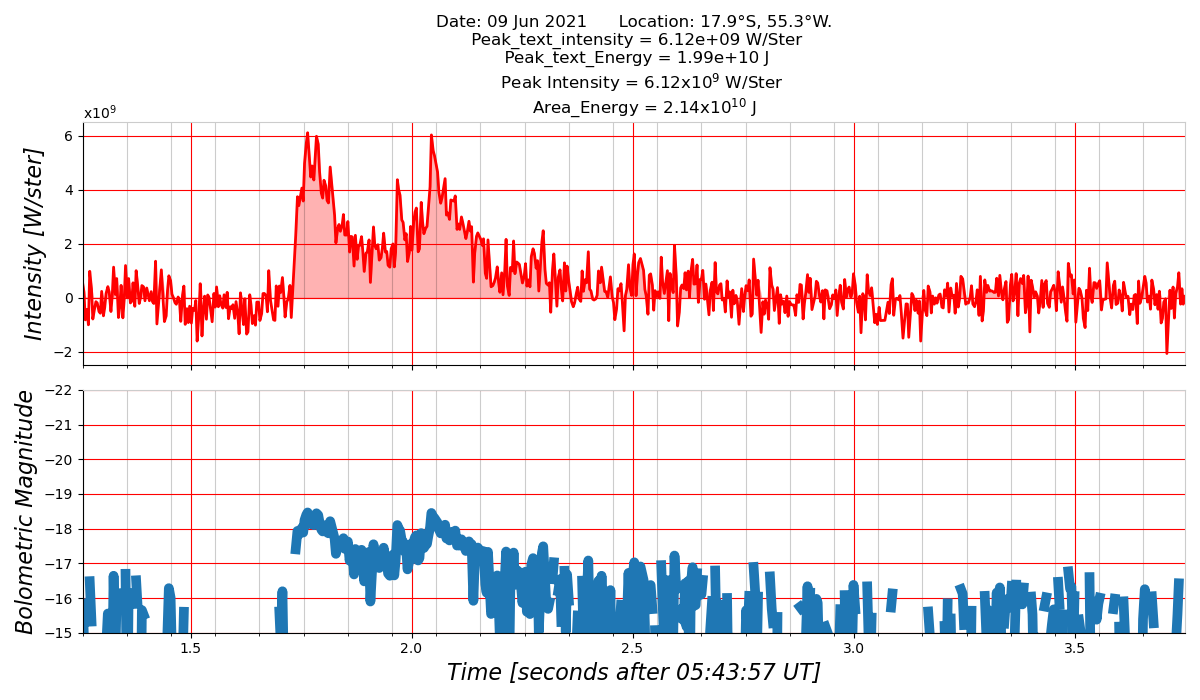 Date: 09 Jun 2021      Location: 17.9°S, 55.3°W.
Peak_text_intensity = 6.12e+09 W/Ster
Peak_text_Energy = 1.99e+10 J
Peak Intensity = 6.12x10⁹ W/Ster
Area_Energy = 2.14x10¹⁰ J
x10⁹
6
4
2
0
−2
Intensity [W/ster]
−22
−21
−20
−19
−18
−17
−16
−15
Bolometric Magnitude
1.5 2.0 2.5 3.0 3.5
Time [seconds after 05:43:57 UT]